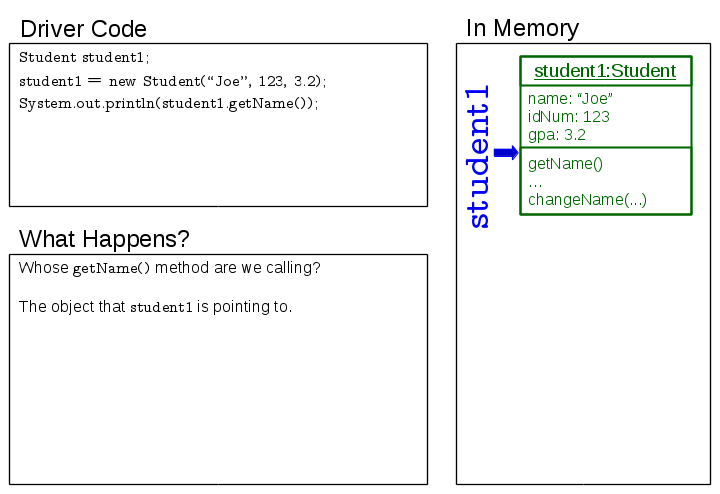 Driver Code
Student student1;
student1 = new Student(“Joe”, 123, 3.2);
System.out.println(student1.getName());
What Happens?
Whose getName() method are we calling?
The object that student1 is pointing to.
In Memory
student1
student1:Student
name: “Joe”
idNum: 123
gpa: 3.2
getName()
...
changeName(...)